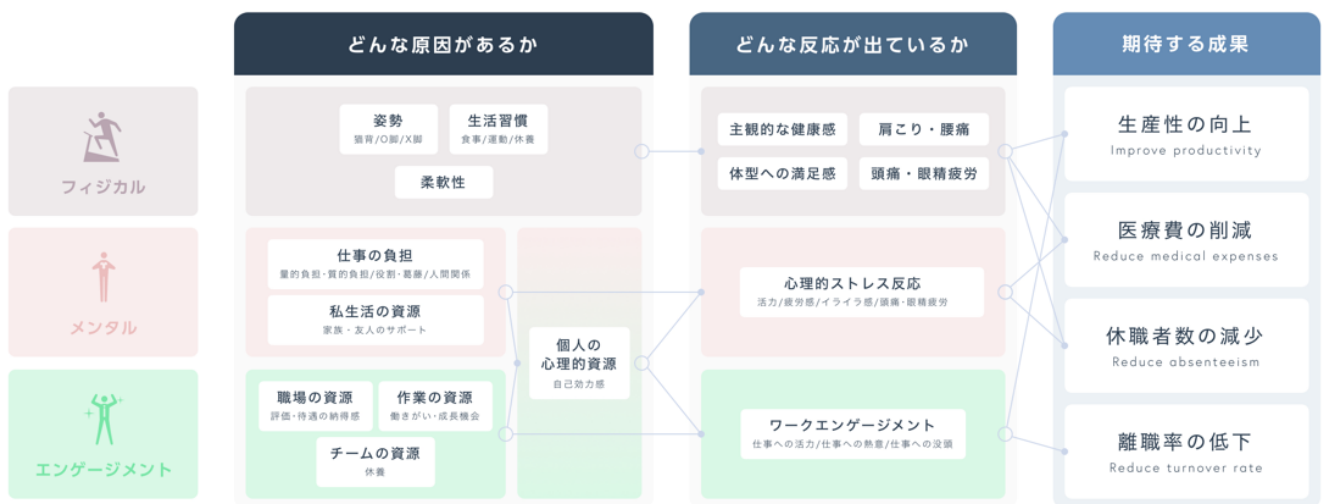 どんな原因があるか
どんな反応が出ているか
期待する成果
フィジカル
姿勢
猫背/O脚/X脚
生活習慣
食事/運動/休養
柔軟性
主観的な健康感
肩こり・腰痛
体型への満足感
頭痛・眼精疲労
メンタル
仕事の負担
量的負担・質的負担/役割・葛藤/人間関係
私生活の資源
家族・友人のサポート
個人の
心理的資源
自己効力感
心理的ストレス反応
活力/疲労感/イライラ感/頭痛・眼精疲労
エンゲージメント
職場の資源
評価・待遇の納得感
作業の資源
働きがい・成長機会
チームの資源
休養
ワークエンゲージメント
仕事への活力/仕事への熱意/仕事への没頭
生産性の向上
Improve productivity
医療費の削減
Reduce medical expenses
休職者数の減少
Reduce absenteeism
離職率の低下
Reduce turnover rate